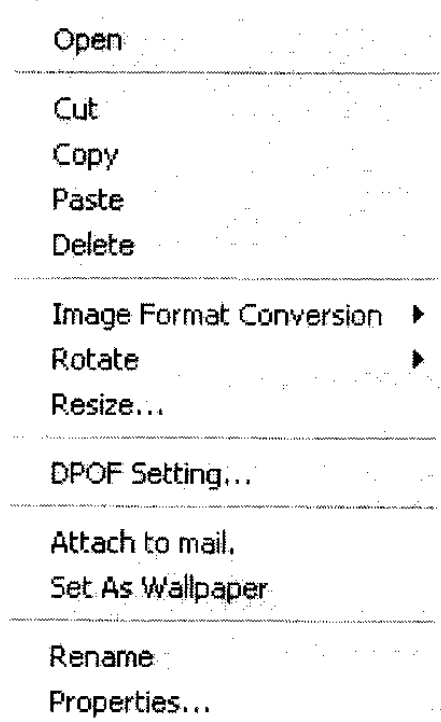 Open
Cut
Copy
Paste
Delete
Image Format Conversion
Rotate
Resize...
DPOF Setting...
Attach to mail.
Set As Wallpaper
Rename
Properties...